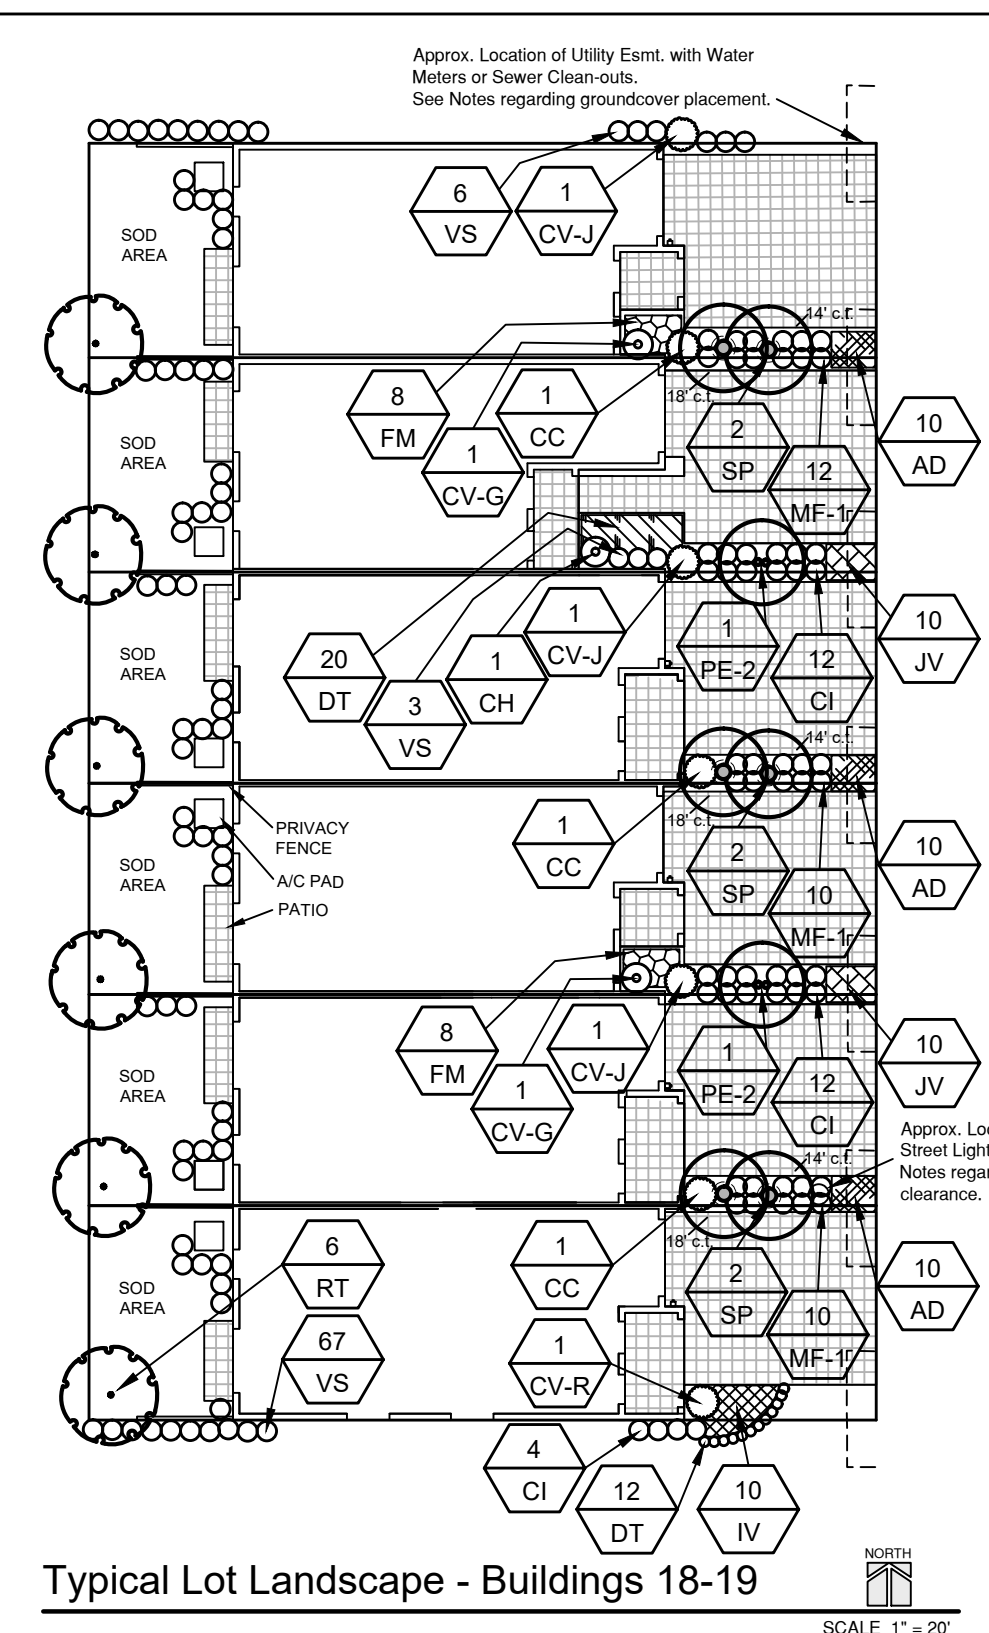 Approx. Location of Utility Esmt. with Water
Meters or Sewer Clean-outs.
See Notes regarding groundcover placement.
6
VS
1
CV-J
SOD
AREA
14' c.t.
8
FM
1
CC
18' c.t.
1
CV-G
2
SP
12
MF-1
10
AD
SOD
AREA
20
DT
3
VS
1
CH
1
CV-J
1
PE-2
12
CI
10
JV
SOD
AREA
14' c.t.
18' c.t.
PRIVACY
FENCE
A/C PAD
PATIO
1
CC
2
SP
10
MF-1
10
AD
SOD
AREA
8
FM
1
CV-G
1
CV-J
1
PE-2
12
CI
10
JV
SOD
AREA
Approx.
Street Light
Notes
clearance.
14' c.t.
18' c.t.
6
RT
1
CC
2
SP
10
MF-1
10
AD
SOD
AREA
67
VS
1
CV-R
4
CI
12
DT
10
IV
Typical Lot Landscape - Buildings 18-19
NORTH
SCALE 1" = 20'